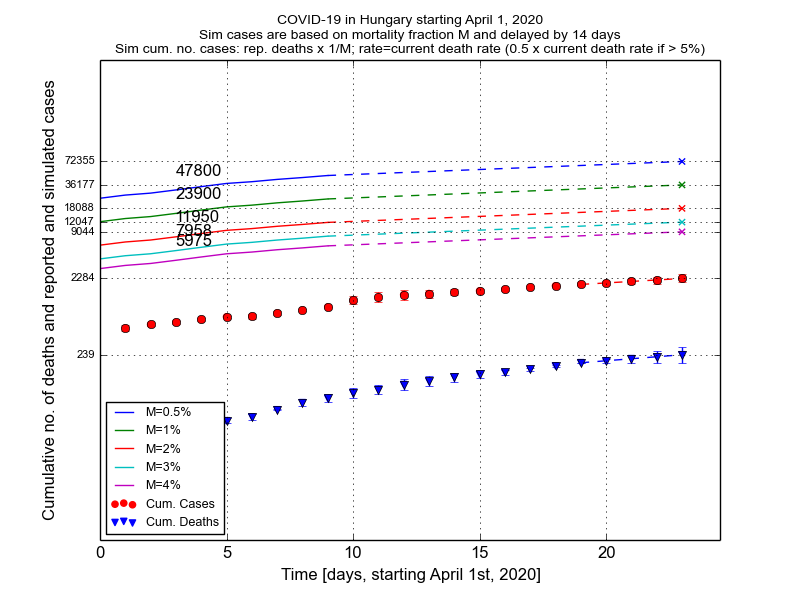 COVID-19 in Hungary starting April 1, 2020
Sim cases are based on mortality fraction M and delayed by 14 days
Sim cum. no. cases: rep. deaths x 1/M; rate=current death rate (0.5 x current death rate if > 5%)
Cumulative no. of deaths and reported and simulated cases
72355
36177
18088
12047
9044
2284
239
47800
23900
11950
7958
5975
M=0.5%
M=1%
M=2%
M=3%
M=4%
Cum. Cases
Cum. Deaths
0 5 10 15 20
Time [days, starting April 1st, 2020]